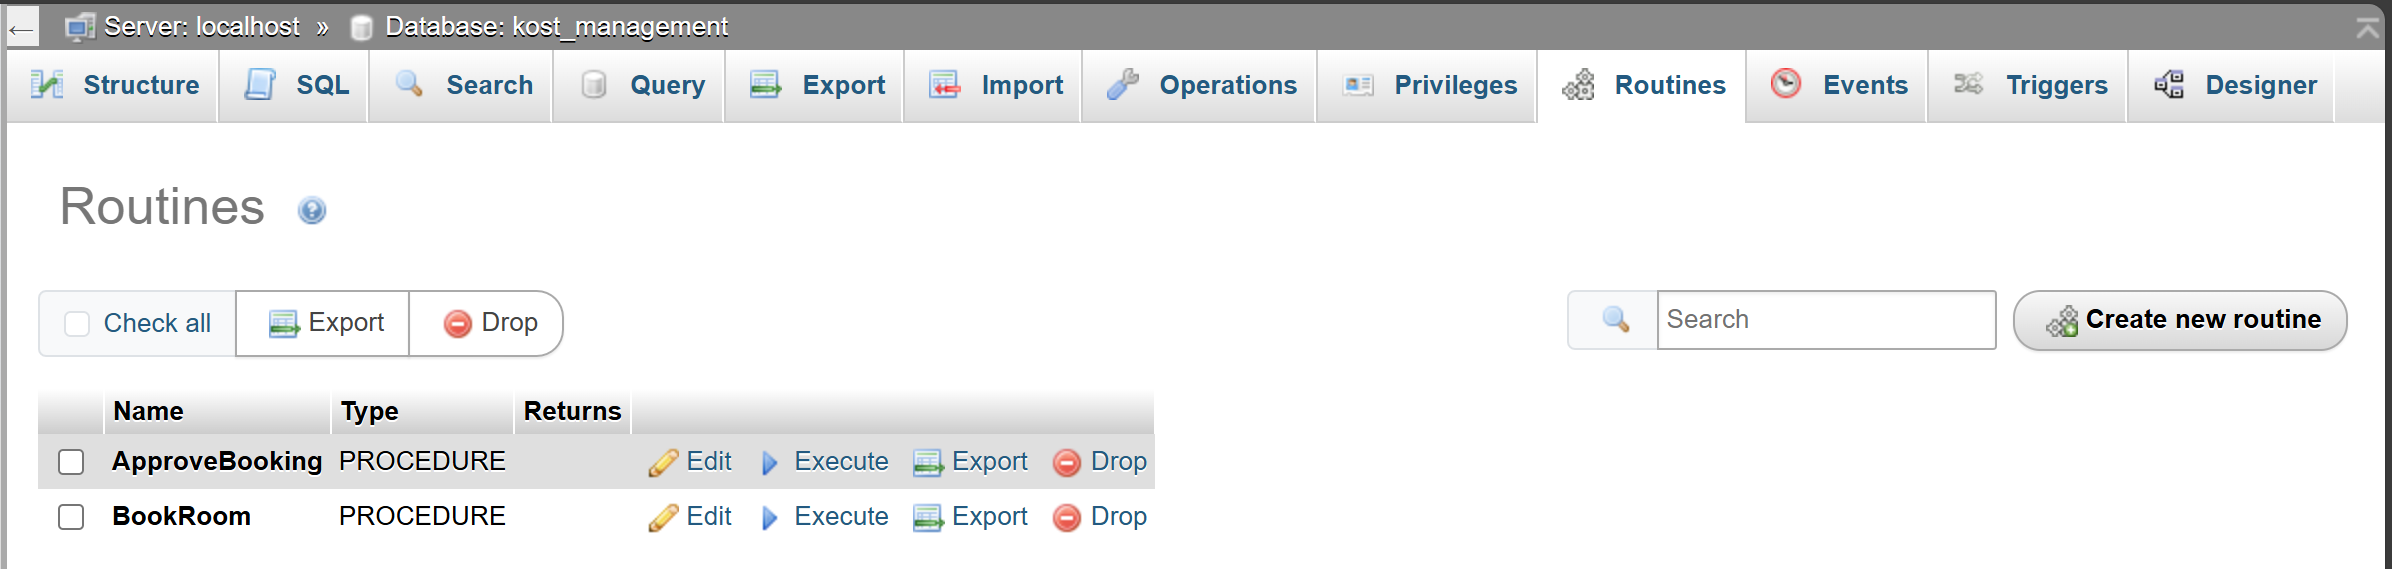 Server: localhost » Database: kost_management
Structure SQL Search Query Export Import Operations Privileges Routines Events Triggers Designer
Routines
Check all Export Drop Search Create new routine
Name Type Returns
ApproveBooking PROCEDURE Edit Execute Export Drop
BookRoom PROCEDURE Edit Execute Export Drop